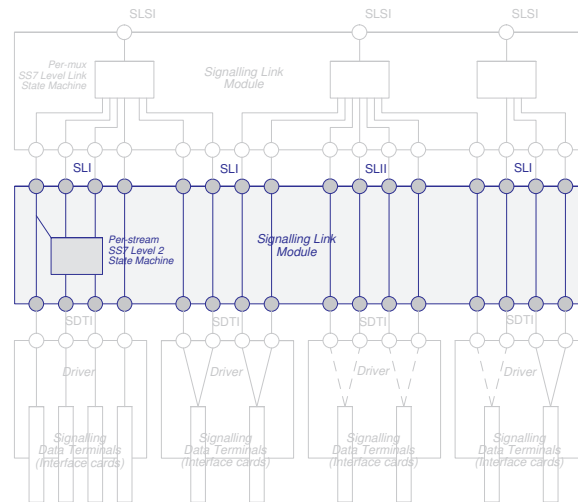 SLSI
SLSI
SLSI
Per-mux
SS7 Level Link
State Machine
Signalling Link
Module
SLI
SLI
SLII
SLI
Per-stream
SS7 Level 2
State Machine
Signalling Link
Module
SDTI
SDTI
SDTI
SDTI
Driver
Driver
Driver
Driver
Signalling
Data Terminals
(Interface cards)
Signalling
Data Terminals
(Interface cards)
Signalling
Data Terminals
(Interface cards)
Signalling
Data Terminals
(Interface cards)